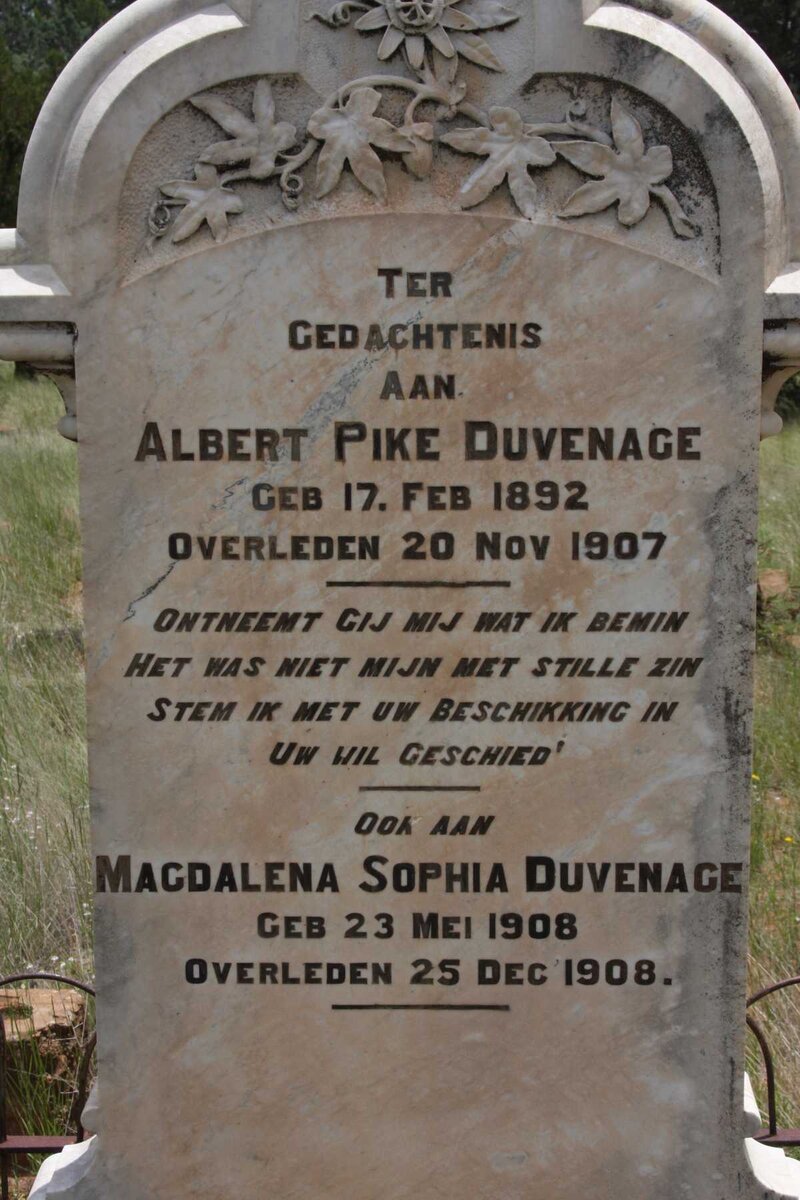 TER
GEDACHTENIS
AAN
ALBERT PIKE DUVENAGE
GEB 17. FEB 1892
OVERLEDEN 20 NOV 1907
ONTNEEMT GIJ MIJ WAT IK BEMIN
HET WAS NIET MIJN MET STILLE ZIN
STEM IK MET UW BESCHIKKING IN
UW WIL GESCHIED'
OOK AAN
MAGDALENA SOPHIA DUVENAGE
GEB 23 MEI 1908
OVERLEDEN 25 DEC 1908.